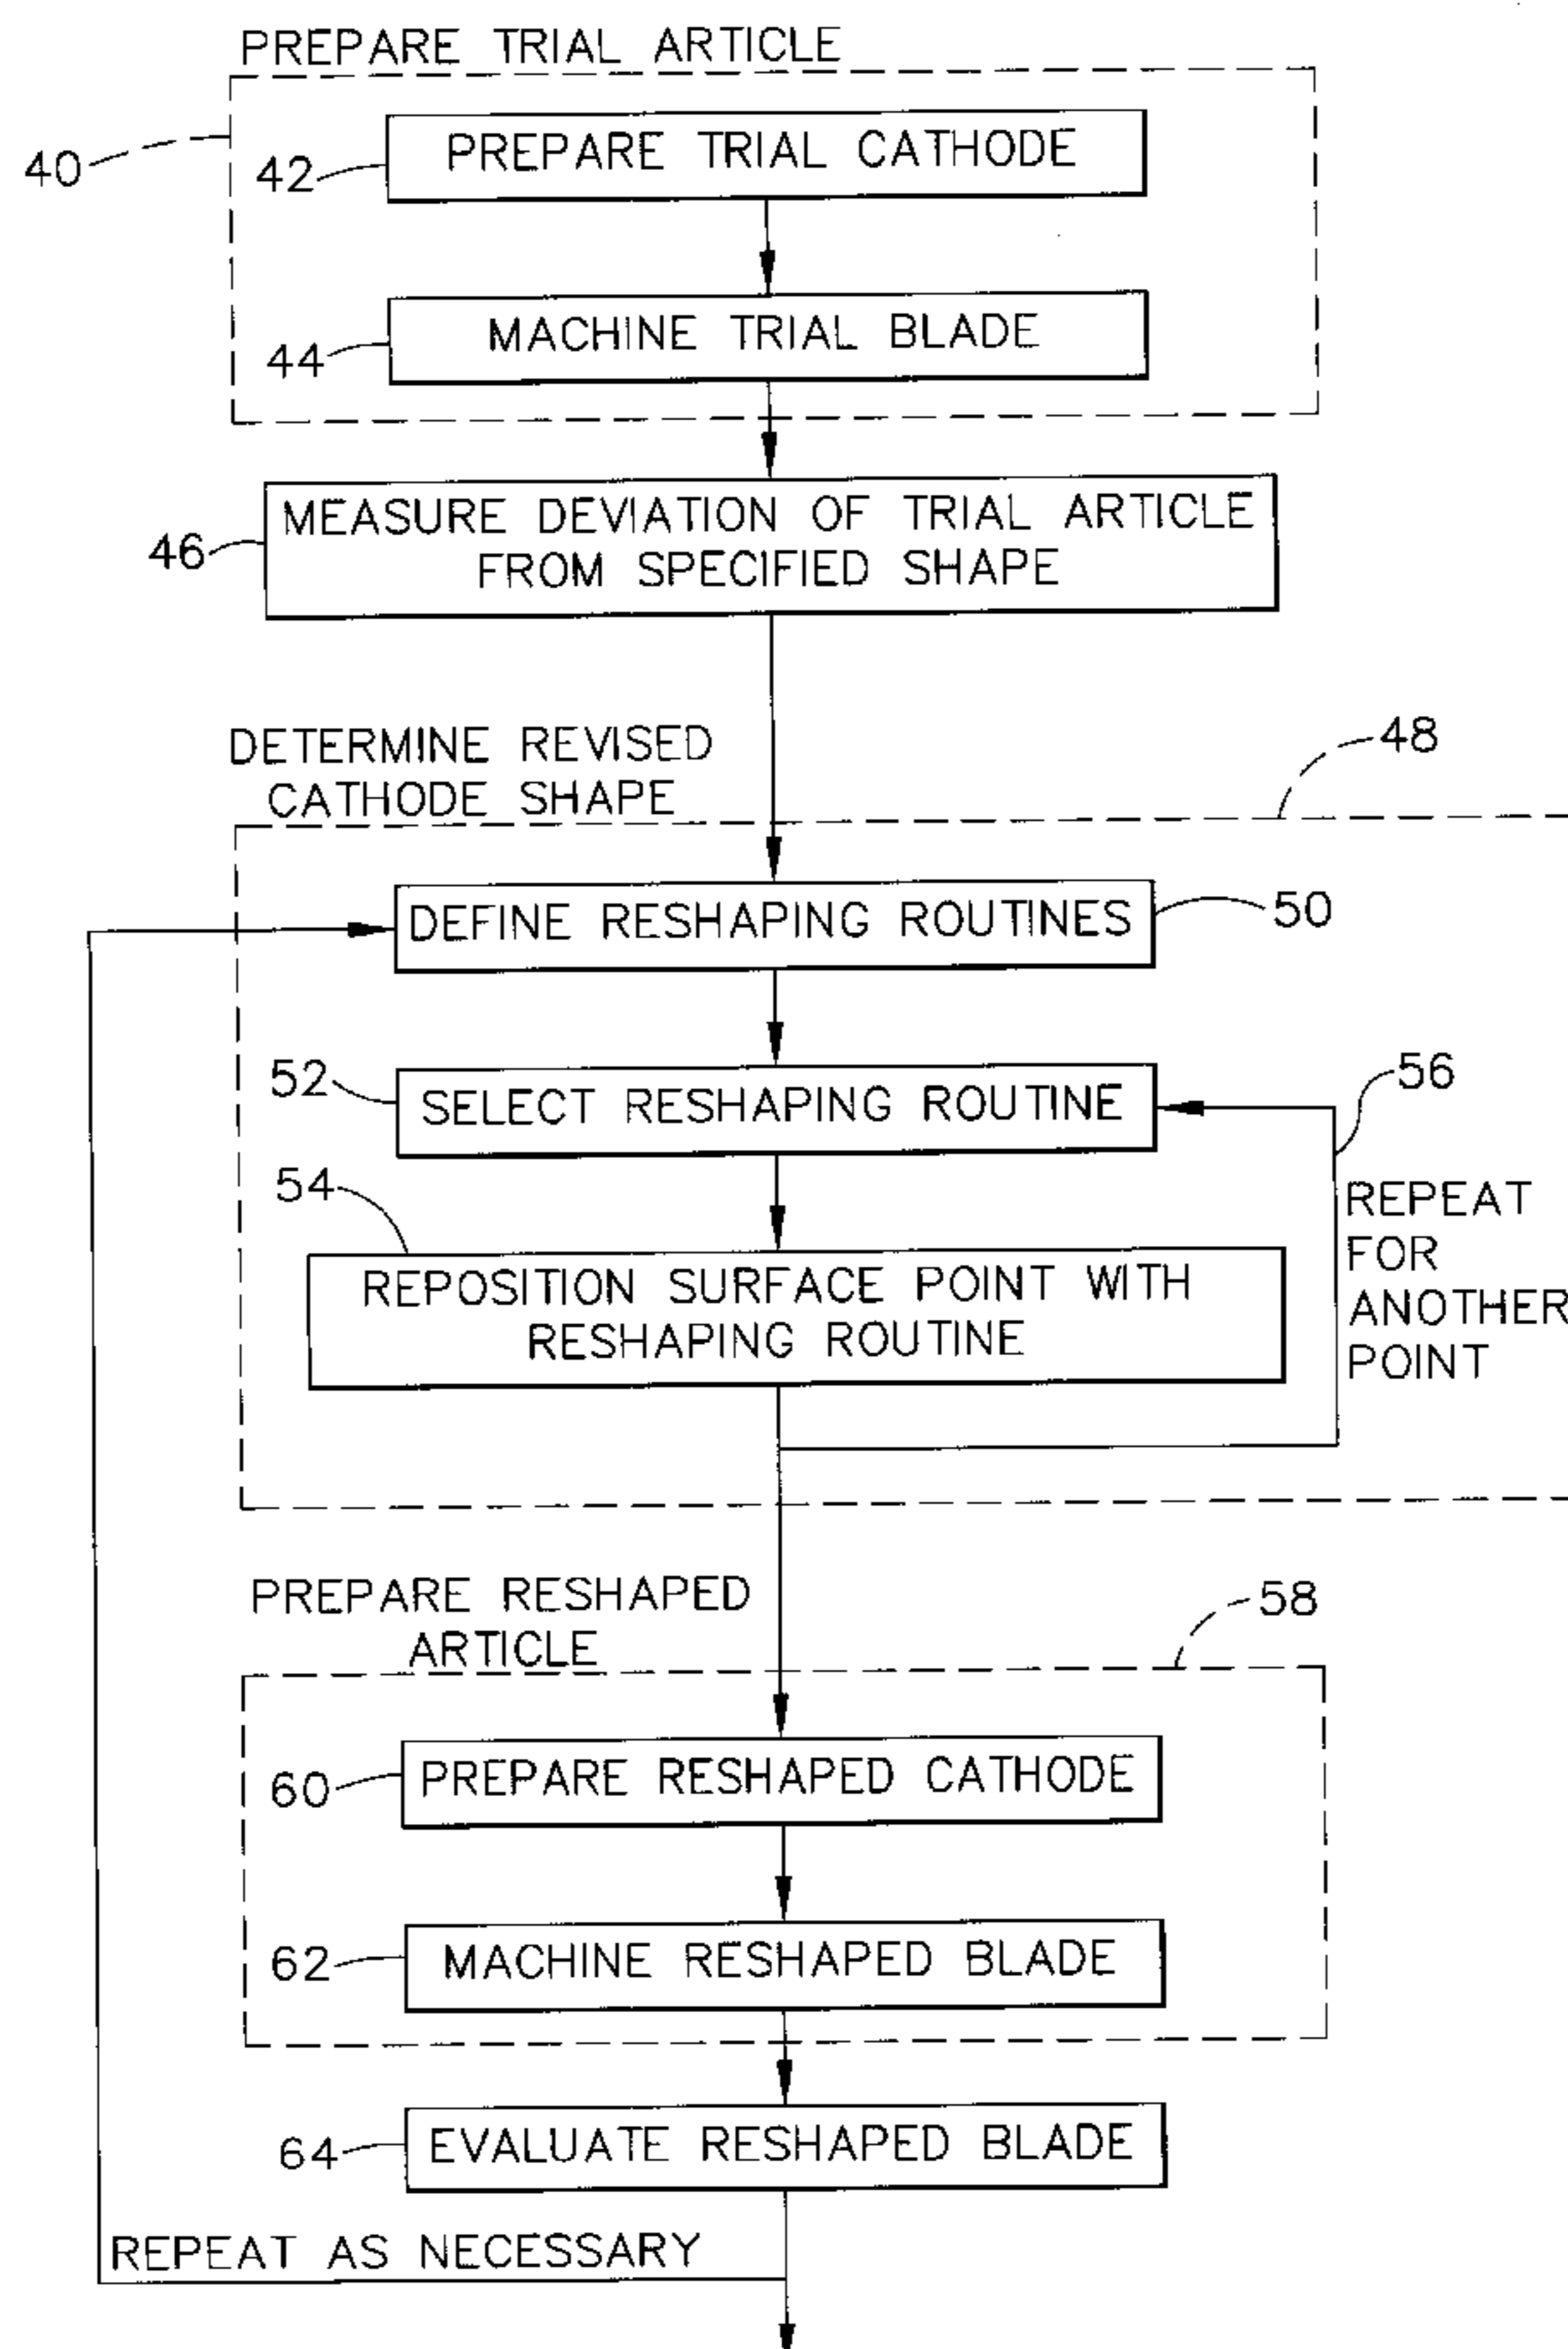 PREPARE TRIAL ARTICLE
40
42
PREPARE TRIAL CATHODE
44
MACHINE TRIAL BLADE
46
MEASURE DEVIATION OF TRIAL ARTICLE
FROM SPECIFIED SHAPE
DETERMINE REVISED
CATHODE SHAPE
48
DEFINE RESHAPING ROUTINES
50
52
SELECT RESHAPING ROUTINE
56
54
REPOSITION SURFACE POINT WITH
RESHAPING ROUTINE
REPEAT
FOR
ANOTHER
POINT
PREPARE RESHAPED
ARTICLE
58
60
PREPARE RESHAPED CATHODE
62
MACHINE RESHAPED BLADE
64
EVALUATE RESHAPED BLADE
REPEAT AS NECESSARY